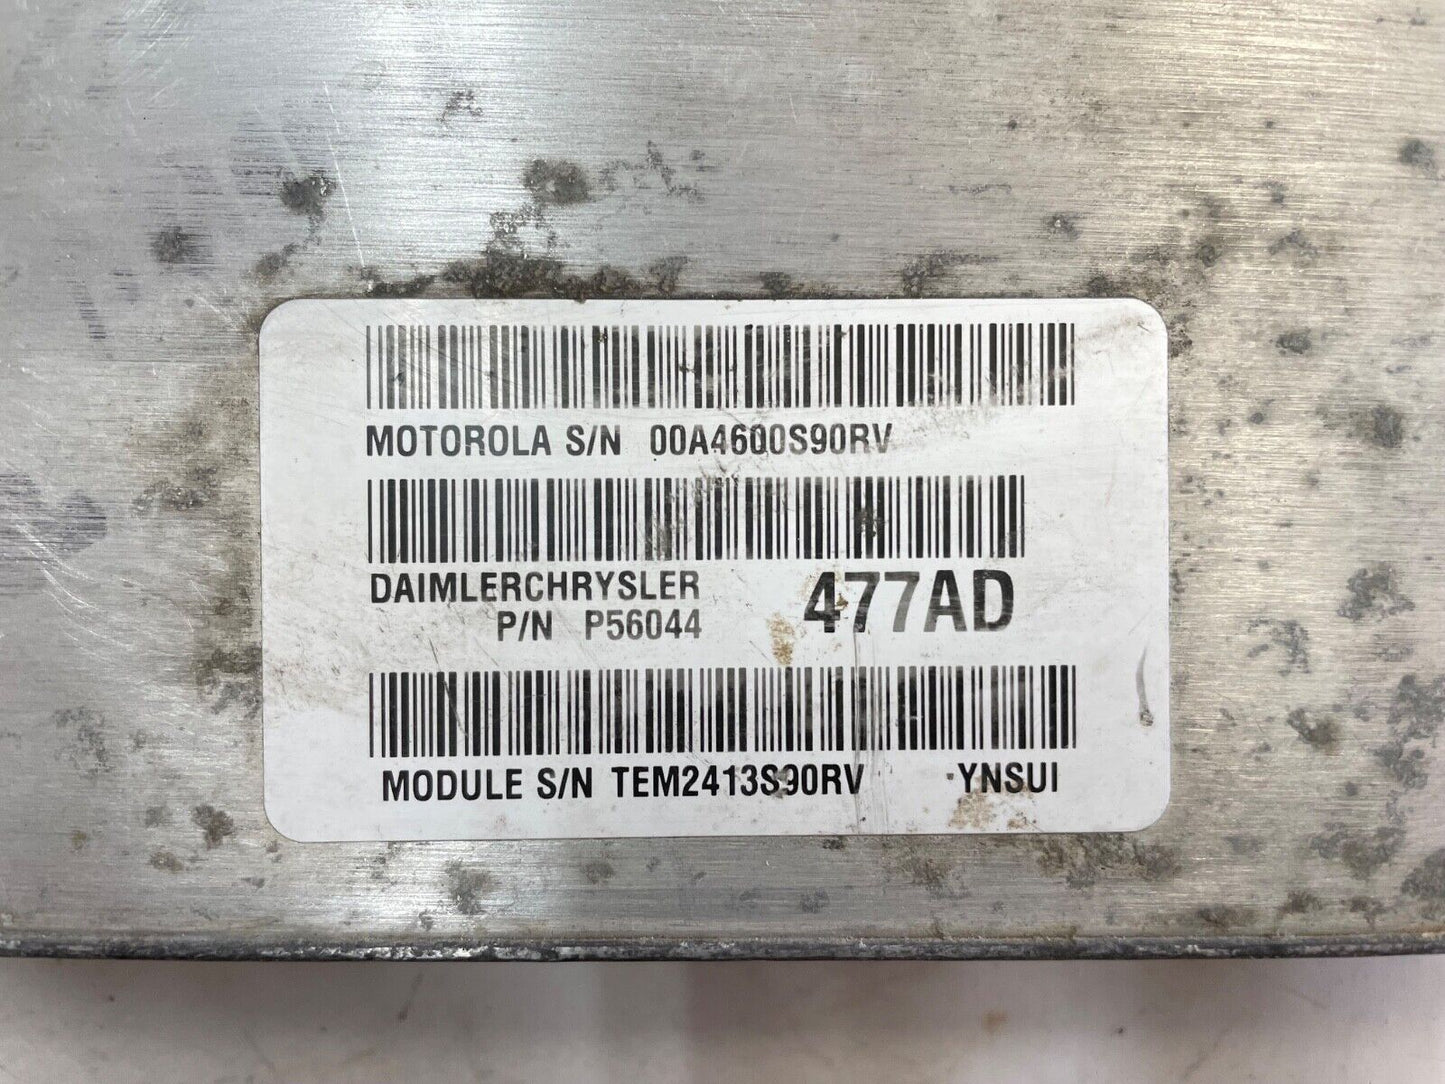 MOTOROLA S/N 00A4600S90RV
DAIMLERCHRYSLER 477AD
P/N P56044
MODULE S/N TEM2413S90RV YNSUI